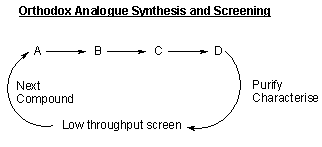 Orthodox Analogue Synthesis and Screening
A B C D
Next
Compound
Purify
Characterise
Low throughput screen